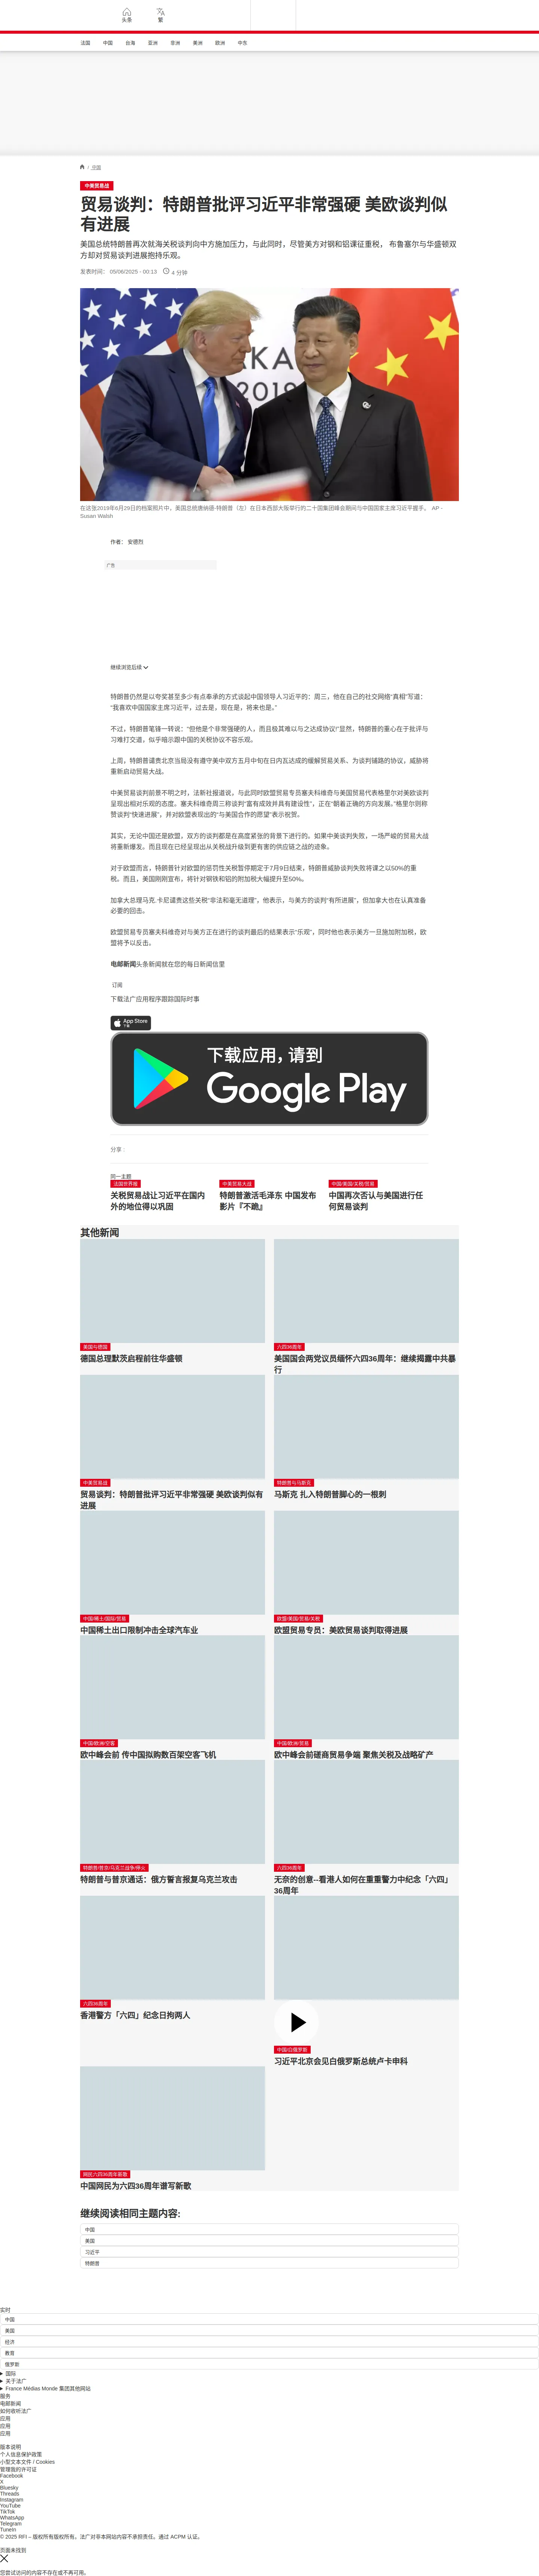 头条
繁
法国
中国
台海
亚洲
非洲
美洲
欧洲
中东
/ 中国
中美贸易战
贸易谈判：特朗普批评习近平非常强硬 美欧谈判似
有进展
美国总统特朗普再次就海关税谈判向中方施加压力，与此同时，尽管美方对钢和铝课征重税， 布鲁塞尔与华盛顿双
方却对贸易谈判进展抱持乐观。
发表时间： 05/06/2025 - 00:13
4 分钟
AKA
2019
在这张2019年6月29日的档案照片中，美国总统唐纳德·特朗普（左）在日本西部大阪举行的二十国集团峰会期间与中国国家主席习近平握手。 AP -
Susan Walsh
作者： 安德烈
广告
继续浏览后续
特朗普仍然是以夸奖甚至多少有点奉承的方式谈起中国领导人习近平的：周三，他在自己的社交网络“真相”写道:
“我喜欢中国国家主席习近平，过去是，现在是，将来也是。”
不过，特朗普笔锋一转说：“但他是个非常强硬的人，而且极其难以与之达成协议!”显然，特朗普的重心在于批评与
习难打交道，似乎暗示跟中国的关税协议不容乐观。
上周，特朗普谴责北京当局没有遵守美中双方五月中旬在日内瓦达成的缓解贸易关系、为谈判铺路的协议，威胁将
重新启动贸易大战。
中美贸易谈判前景不明之时，法新社报道说，与此同时欧盟贸易专员塞夫科维奇与美国贸易代表格里尔对美欧谈判
呈现出相对乐观的态度。塞夫科维奇周三称谈判“富有成效并具有建设性”，正在“朝着正确的方向发展。”格里尔则称
赞谈判“快速进展”，并对欧盟表现出的“与美国合作的愿望”表示祝贺。
其实，无论中国还是欧盟，双方的谈判都是在高度紧张的背景下进行的。如果中美谈判失败，一场严峻的贸易大战
将重新爆发。而且现在已经呈现出从关税战升级到更有害的供应链之战的迹象。
对于欧盟而言，特朗普针对欧盟的惩罚性关税暂停期定于7月9日结束，特朗普威胁谈判失败将课之以50%的重
税。而且，美国刚刚宣布，将针对钢铁和铝的附加税大幅提升至50%。
加拿大总理马克.卡尼谴责这些关税“非法和毫无道理”，他表示，与美方的谈判“有所进展”，但加拿大也在认真准备
必要的回击。
欧盟贸易专员塞夫科维奇对与美方正在进行的谈判最后的结果表示“乐观”，同时他也表示美方一旦施加附加税，欧
盟将予以反击。
电邮新闻头条新闻就在您的每日新闻信里
订阅
下载法广应用程序跟踪国际时事
App Store
下载
下载应用，请到
Google Play
分享 :
同一主题
法国世界报
关税贸易战让习近平在国内
外的地位得以巩固
中美贸易大战
特朗普激活毛泽东 中国发布
影片『不跪』
中国/美国/关税/贸易
中国再次否认与美国进行任
何贸易谈判
其他新闻
美国与德国
德国总理默茨启程前往华盛顿
六四36周年
美国国会两党议员缅怀六四36周年：继续揭露中共暴
行
中美贸易战
贸易谈判：特朗普批评习近平非常强硬 美欧谈判似有
进展
特朗普与马斯克
马斯克 扎入特朗普脚心的一根刺
中国/稀土/国际/贸易
中国稀土出口限制冲击全球汽车业
欧盟/美国/贸易/关税
欧盟贸易专员：美欧贸易谈判取得进展
中国/欧洲/空客
欧中峰会前 传中国拟购数百架空客飞机
中国/欧洲/贸易
欧中峰会前磋商贸易争端 聚焦关税及战略矿产
特朗普/普京/乌克兰战争/停火
特朗普与普京通话：俄方誓言报复乌克兰攻击
六四36周年
无奈的创意--看港人如何在重重警力中纪念「六四」
36周年
六四36周年
香港警方「六四」纪念日拘两人
中国/白俄罗斯
习近平北京会见白俄罗斯总统卢卡申科
网民六四36周年新歌
中国网民为六四36周年谱写新歌
继续阅读相同主题内容:
中国
美国
习近平
特朗普
实时
中国
美国
经济
教育
俄罗斯
国际
关于法广
France Médias Monde 集团其他网站
服务
电邮新闻
如何收听法广
应用
应用
应用
版本说明
个人信息保护政策
小型文本文件 / Cookies
管理我的许可证
Facebook
X
Bluesky
Threads
Instagram
YouTube
TikTok
WhatsApp
Telegram
TuneIn
© 2025 RFI – 版权所有版权所有。法广对非本网站内容不承担责任。通过 ACPM 认证。
页面未找到
您尝试访问的内容不存在或不再可用。